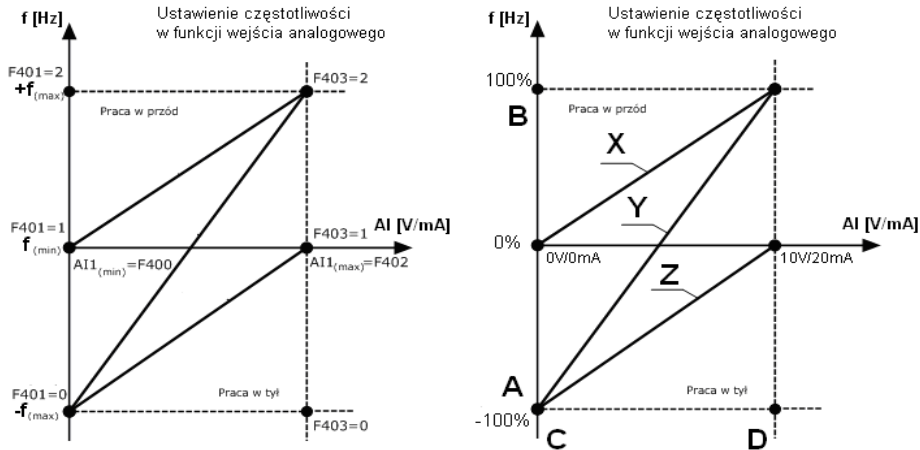 f [Hz]
Ustawienie częstotliwości
w funkcji wejścia analogowego
F401=2
+f(max)
F403=2
Praca w przód
F401=1
f(min)
AI [V/mA]
F403=1
AI1(min)=F400
AI1(max)=F402
F401=0
-f(max)
Praca w tył
F403=0
f [Hz]
Ustawienie częstotliwości
w funkcji wejścia analogowego
100%
B
Praca w przód
X
Y
AI [V/mA]
0%
0V/0mA
10V/20mA
Z
A
Praca w tył
-100%
C
D